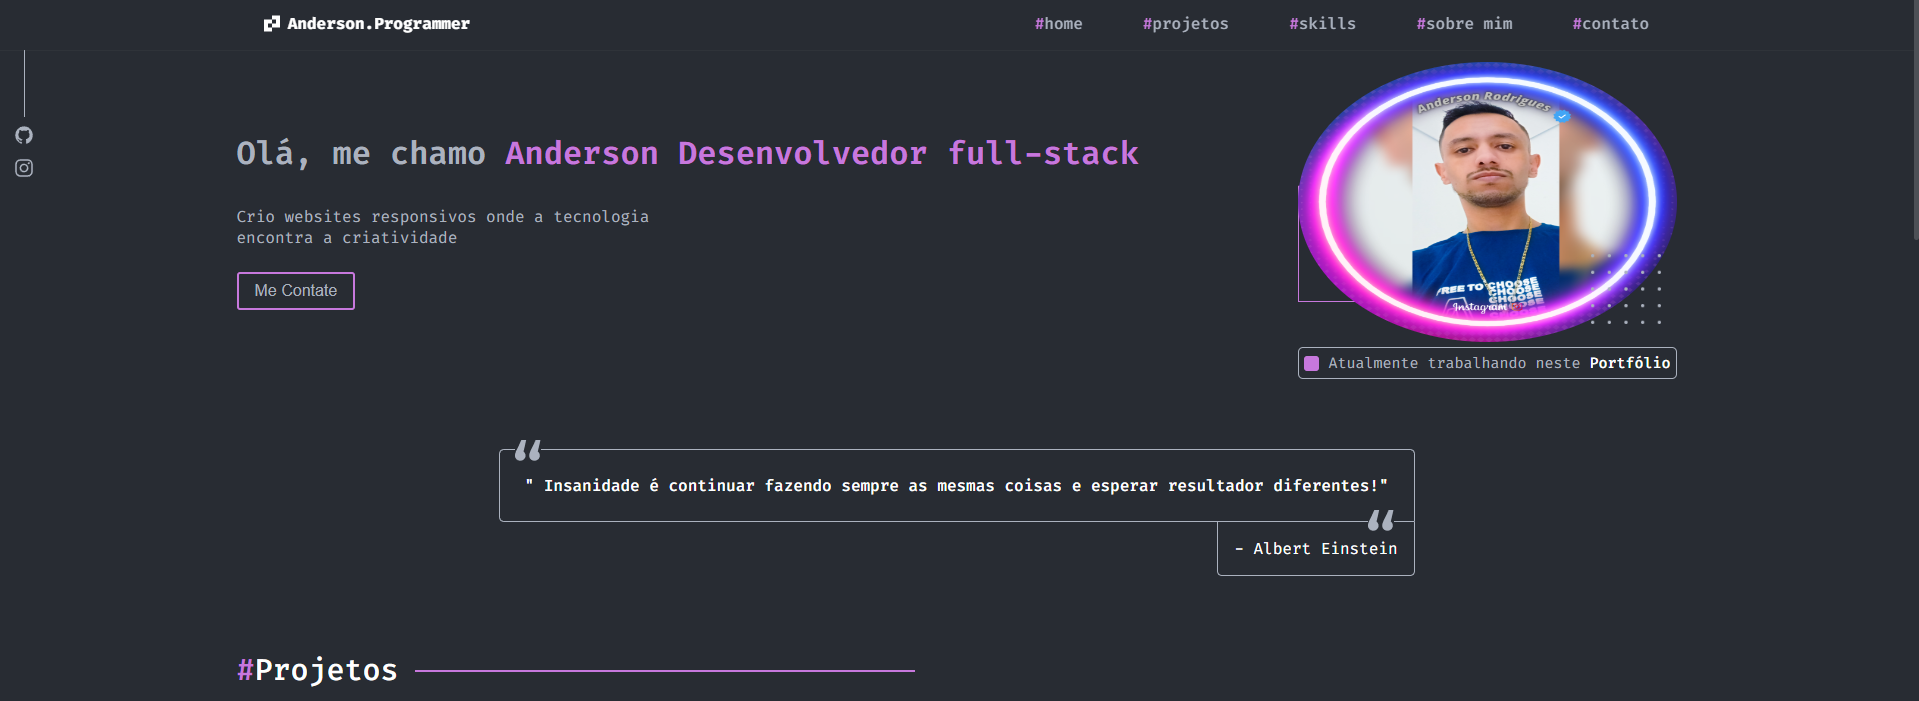 Anderson.Programmer
#home #projetos #skills #sobre mim #contato
Anderson Rodrigues
Olá, me chamo Anderson Desenvolvedor full-stack
Crio websites responsivos onde a tecnologia
encontra a criatividade
Me Contate
FREE TO CHOOSE
CHOOSE
CHOOSE
CHOOSE
Instagram
Atualmente trabalhando neste Portfólio
" Insanidade é continuar fazendo sempre as mesmas coisas e esperar resultador diferentes!"
- Albert Einstein
#Projetos